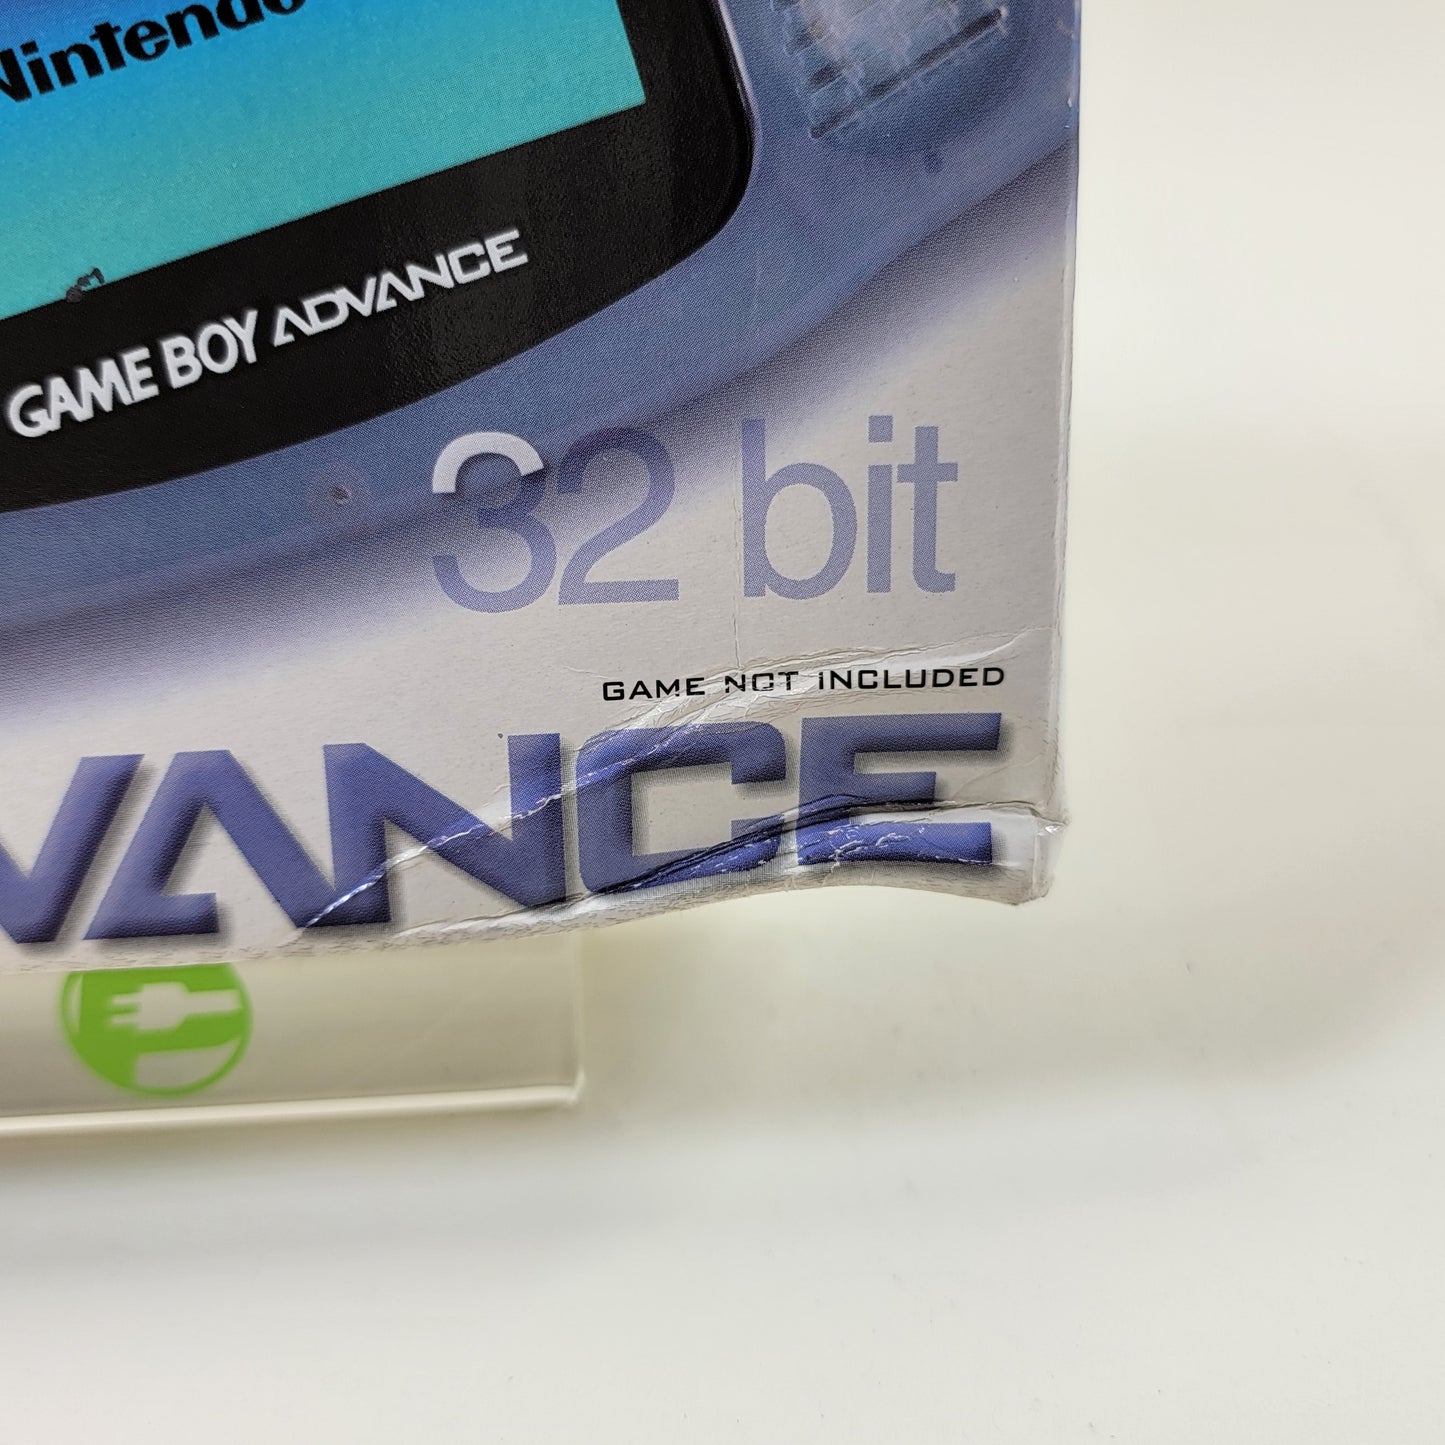 Nintendo
GAME BOY ADVANCE
32 bit
GAME NOT INCLUDED
VANCE